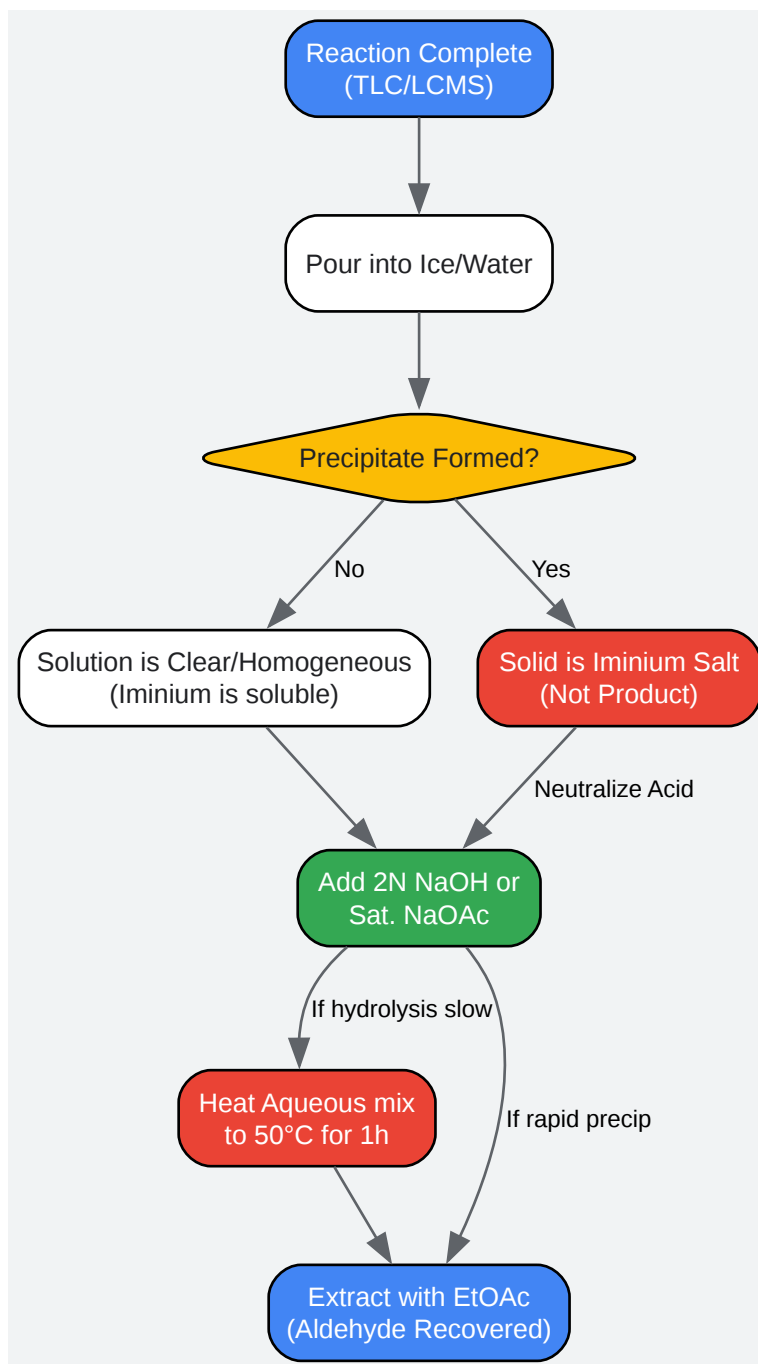 Reaction Complete
(TLC/LCMS)
Pour into Ice/Water
Precipitate Formed?
No
Yes
Solution is Clear/Homogeneous
(Iminium is soluble)
Solid is Iminium Salt
(Not Product)
Neutralize Acid
Add 2N NaOH or
Sat. NaOAc
If hydrolysis slow
Heat Aqueous mix
to 50°C for 1h
If rapid precip
Extract with EtOAc
(Aldehyde Recovered)